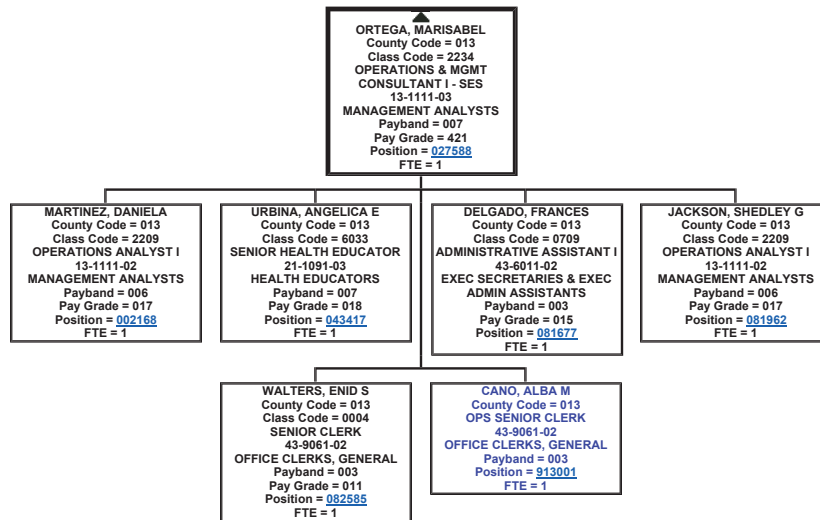 ORTEGA, MARISABEL
County Code = 013
Class Code = 2234
OPERATIONS & MGMT
CONSULTANT I - SES
13-1111-03
MANAGEMENT ANALYSTS
Payband = 007
Pay Grade = 421
Position = 027588
FTE = 1
MARTINEZ, DANIELA
County Code = 013
Class Code = 2209
OPERATIONS ANALYST I
13-1111-02
MANAGEMENT ANALYSTS
Payband = 006
Pay Grade = 017
Position = 002168
FTE = 1
URBINA, ANGELICA E
County Code = 013
Class Code = 6033
SENIOR HEALTH EDUCATOR
21-1091-03
HEALTH EDUCATORS
Payband = 007
Pay Grade = 018
Position = 043417
FTE = 1
DELGADO, FRANCES
County Code = 013
Class Code = 0709
ADMINISTRATIVE ASSISTANT I
43-6011-02
EXEC SECRETARIES & EXEC
ADMIN ASSISTANTS
Payband = 003
Pay Grade = 015
Position = 081677
FTE = 1
JACKSON, SHEDLEY G
County Code = 013
Class Code = 2209
OPERATIONS ANALYST I
13-1111-02
MANAGEMENT ANALYSTS
Payband = 006
Pay Grade = 017
Position = 081962
FTE = 1
WALTERS, ENID S
County Code = 013
Class Code = 0004
SENIOR CLERK
43-9061-02
OFFICE CLERKS, GENERAL
Payband = 003
Pay Grade = 011
Position = 082585
FTE = 1
CANO, ALBA M
County Code = 013
OPS SENIOR CLERK
43-9061-02
OFFICE CLERKS, GENERAL
Payband = 003
Position = 913001
FTE = 1